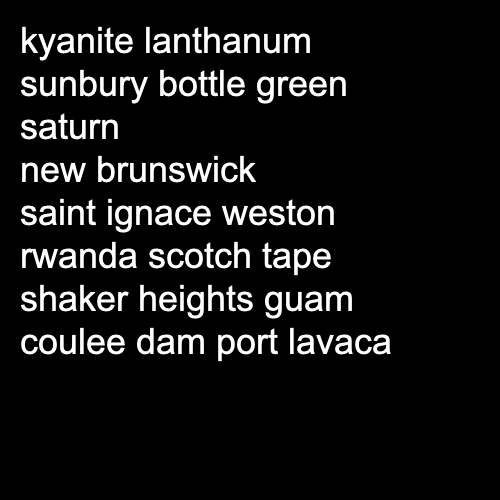 kyanite lanthanum
sunbury bottle green
saturn
new brunswick
saint ignace weston
rwanda scotch tape
shaker heights guam
coulee dam port lavaca